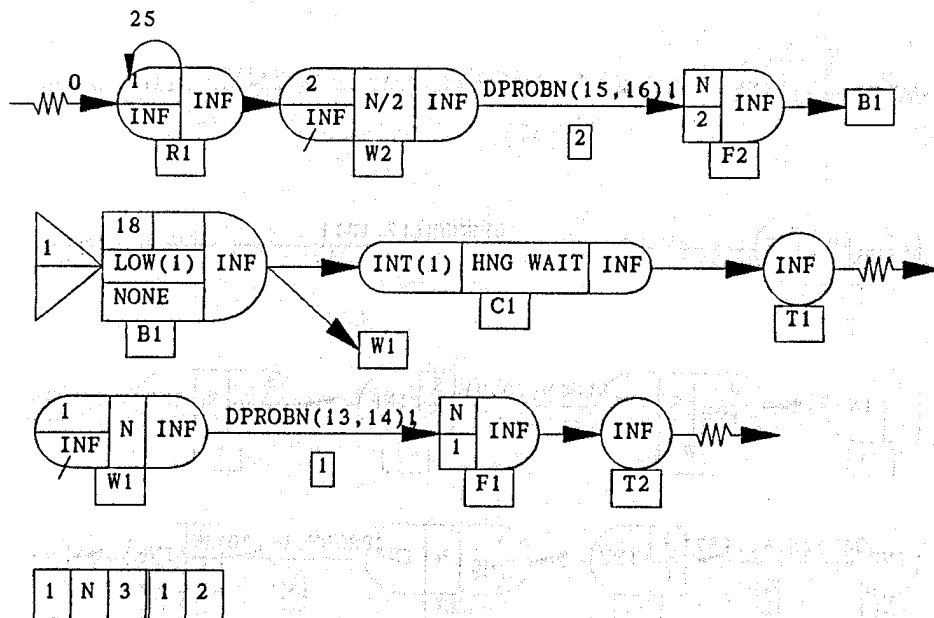 25
0
1
INF
INF
R1
2
INF
N/2
INF
W2
DPROBN(15,16)1
2
N
2
INF
F2
B1
1
18
LOW(1)
NONE
INF
B1
W1
INT(1)
HNG WAIT
INF
C1
INF
T1
1
INF
N
INF
W1
DPROBN(13,14)1
1
N
1
INF
F1
INF
T2
1 N 3 1 2